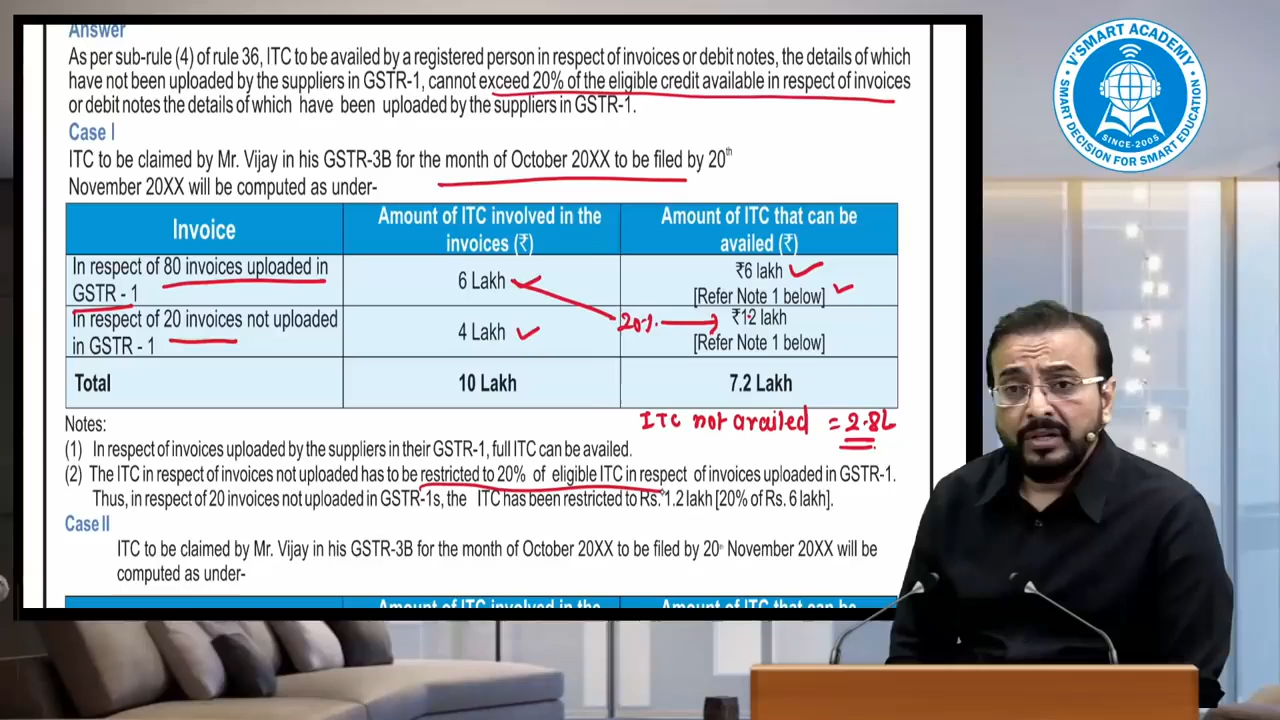 Answer
As per sub-rule (4) of rule 36, ITC to be availed by a registered person in respect of invoices or debit notes, the details of which
have not been uploaded by the suppliers in GSTR-1, cannot exceed 20% of the eligible credit available in respect of invoices
or debit notes the details of which have been uploaded by the suppliers in GSTR-1.
Case I
ITC to be claimed by Mr. Vijay in his GSTR-3B for the month of October 20XX to be filed by 20th
November 20XX will be computed as under-
Invoice
Amount of ITC involved in the
invoices (₹)
Amount of ITC that can be
availed (₹)
In respect of 80 invoices uploaded in
GSTR - 1
6 Lakh
₹6 lakh
[Refer Note 1 below]
In respect of 20 invoices not uploaded
in GSTR - 1
4 Lakh
20%
₹1.2 lakh
[Refer Note 1 below]
Total
10 Lakh
7.2 Lakh
ITC not availed = 2.8L
Notes:
(1) In respect of invoices uploaded by the suppliers in their GSTR-1, full ITC can be availed.
(2) The ITC in respect of invoices not uploaded has to be restricted to 20% of eligible ITC in respect of invoices uploaded in GSTR-1.
Thus, in respect of 20 invoices not uploaded in GSTR-1s, the ITC has been restricted to Rs. 1.2 lakh [20% of Rs. 6 lakh].
Case II
ITC to be claimed by Mr. Vijay in his GSTR-3B for the month of October 20XX to be filed by 20th November 20XX will be
computed as under-
Amount of ITC involved in the
Amount of ITC that can be
V'SMART ACADEMY
SINCE-2005
SMART DECISION FOR SMART EDUCATION